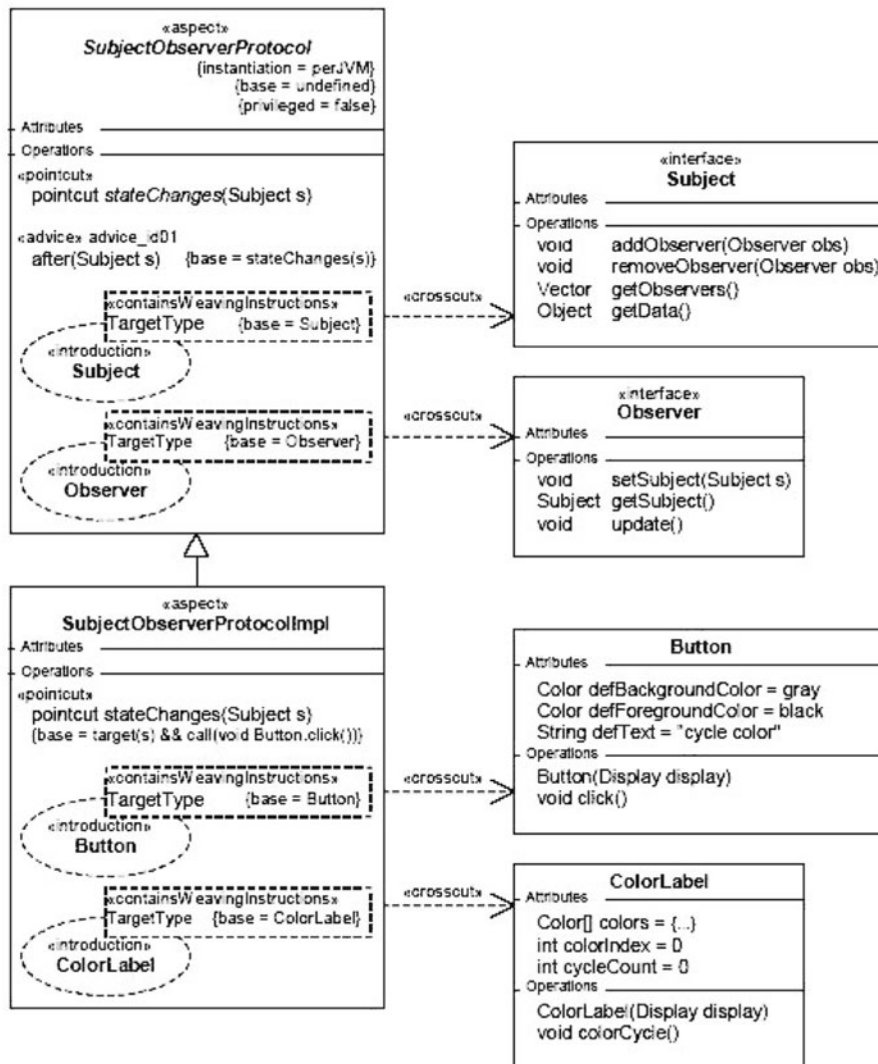 «aspect»
SubjectObserverProtocol
{instantiation = perJVM}
{base = undefined}
{privileged = false}
Attributes
Operations
«pointcut»
pointcut stateChanges(Subject s)
«advice» advice_id01
after(Subject s) {base = stateChanges(s)}
«containsWeavingInstructions»
TargetType {base = Subject}
«introduction»
Subject
«containsWeavingInstructions»
TargetType {base = Observer}
«introduction»
Observer
«crosscut»
«crosscut»
«interface»
Subject
Attributes
Operations
void addObserver(Observer obs)
void removeObserver(Observer obs)
Vector getObservers()
Object getData()
«interface»
Observer
Attributes
Operations
void setSubject(Subject s)
Subject getSubject()
void update()
«aspect»
SubjectObserverProtocolImpl
Attributes
Operations
«pointcut»
pointcut stateChanges(Subject s)
{base = target(s) && call(void Button.click())}
«containsWeavingInstructions»
TargetType {base = Button}
«introduction»
Button
«containsWeavingInstructions»
TargetType {base = ColorLabel}
«introduction»
ColorLabel
«crosscut»
«crosscut»
Button
Attributes
Color defBackgroundColor = gray
Color defForegroundColor = black
String defText = "cycle color"
Operations
Button(Display display)
void click()
ColorLabel
Attributes
Color[] colors = {...}
int colorIndex = 0
int cycleCount = 0
Operations
ColorLabel(Display display)
void colorCycle()